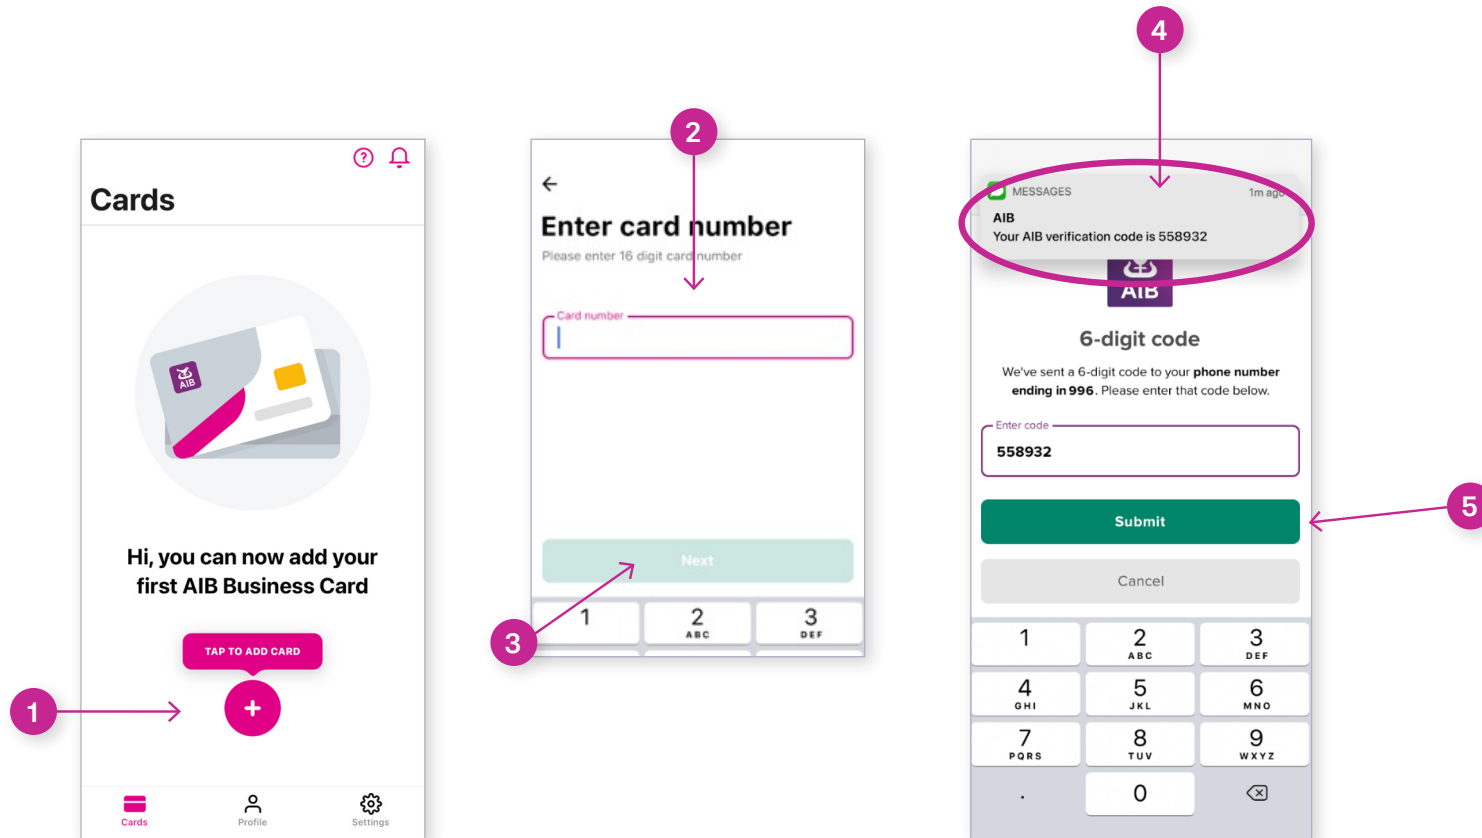 4
2
Cards
AIB
Hi, you can now add your
first AIB Business Card
TAP TO ADD CARD
+
1
Cards
Profile
Settings
Enter card number
Please enter 16 digit card number
Card number
Next
1
2
ABC
3
DEF
3
MESSAGES
1m ago
AIB
Your AIB verification code is 558932
AIB
6-digit code
We've sent a 6-digit code to your phone number
ending in 996. Please enter that code below.
Enter code
558932
Submit
5
Cancel
1
2
ABC
3
DEF
4
GHI
5
JKL
6
MNO
7
PQRS
8
TUV
9
WXYZ
.
0